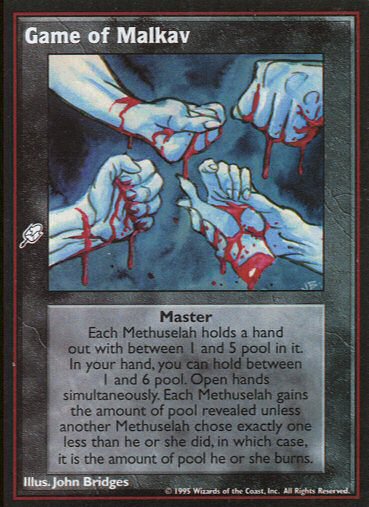 Game of Malkav
JB
Master
Each Methuselah holds a hand
out with between 1 and 5 pool in it.
In your hand, you can hold between
1 and 6 pool. Open hands
simultaneously. Each Methuselah gains
the amount of pool revealed unless
another Methuselah chose exactly one
less than he or she did, in which case,
it is the amount of pool he or she burns.
Illus. John Bridges
© 1995 Wizards of the Coast, Inc. All Rights Reserved.